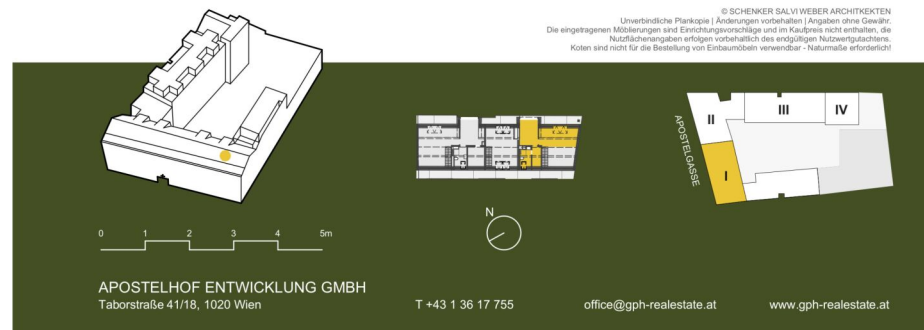 © SCHENKER SALVI WEBER ARCHITKEKTEN
Unverbindliche Plankopie | Änderungen vorbehalten | Angaben ohne Gewähr.
Die eingetragenen Möblierungen sind Einrichtungsvorschläge und im Kaufpreis nicht enthalten, die
Nutzflächenangaben erfolgen vorbehaltlich des endgültigen Nutzwertgutachtens.
Koten sind nicht für die Bestellung von Einbaumöbeln verwendbar - Naturmaße erforderlich!
II
III
IV
APOSTELGASSE
I
N
0 1 2 3 4 5m
APOSTELHOF ENTWICKLUNG GMBH
Taborstraße 41/18, 1020 Wien
T +43 1 36 17 755
office@gph-realestate.at
www.gph-realestate.at